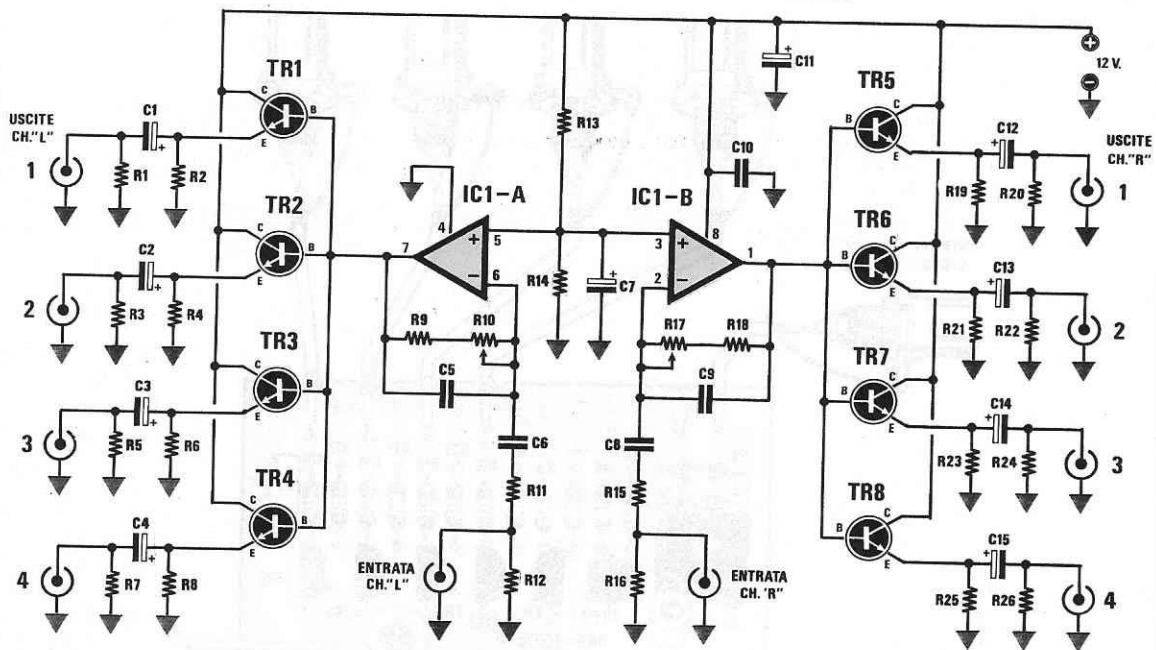 12 V.
C11
TR1
C
B
E
USCITE
CH."L"
1
C1
+
R1
R2
R13
C10
TR5
B
C
E
C12
+
USCITE
CH."R"
1
R19
R20
IC1-A
4
+
5
7
−
6
IC1-B
3
+
8
1
2
−
TR2
C
B
E
C2
+
2
R3
R4
R14
C7
+
TR6
B
C
E
C13
+
2
R21
R22
R9
R10
R17
R18
C5
C9
TR3
C
B
E
C3
+
3
R5
R6
TR7
B
C
E
C14
+
3
R23
R24
C6
C8
R11
R15
TR4
C
B
E
C4
+
4
R7
R8
TR8
B
C
E
C15
+
4
R25
R26
ENTRATA
CH."L"
R12
R16
ENTRATA
CH. 'R"